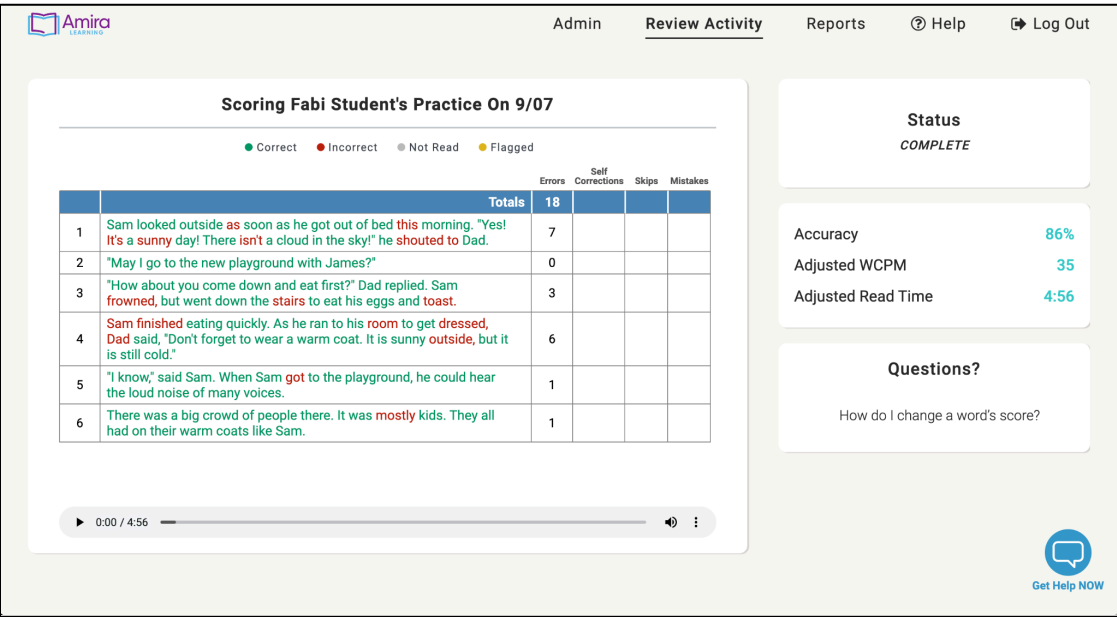 Amira
LEARNING
Admin
Review Activity
Reports
Help
Log Out
Scoring Fabi Student's Practice On 9/07
Correct
Incorrect
Not Read
Flagged
Errors
Self
Corrections
Skips
Mistakes
Totals
18
1
Sam looked outside as soon as he got out of bed this morning. "Yes!
It's a sunny day! There isn't a cloud in the sky!" he shouted to Dad.
7
2
"May I go to the new playground with James?"
0
3
"How about you come down and eat first?" Dad replied. Sam
frowned, but went down the stairs to eat his eggs and toast.
3
4
Sam finished eating quickly. As he ran to his room to get dressed,
Dad said, "Don't forget to wear a warm coat. It is sunny outside, but it
is still cold."
6
5
"I know," said Sam. When Sam got to the playground, he could hear
the loud noise of many voices.
1
6
There was a big crowd of people there. It was mostly kids. They all
had on their warm coats like Sam.
1
0:00 / 4:56
Status
COMPLETE
Accuracy
86%
Adjusted WCPM
35
Adjusted Read Time
4:56
Questions?
How do I change a word's score?
Get Help NOW